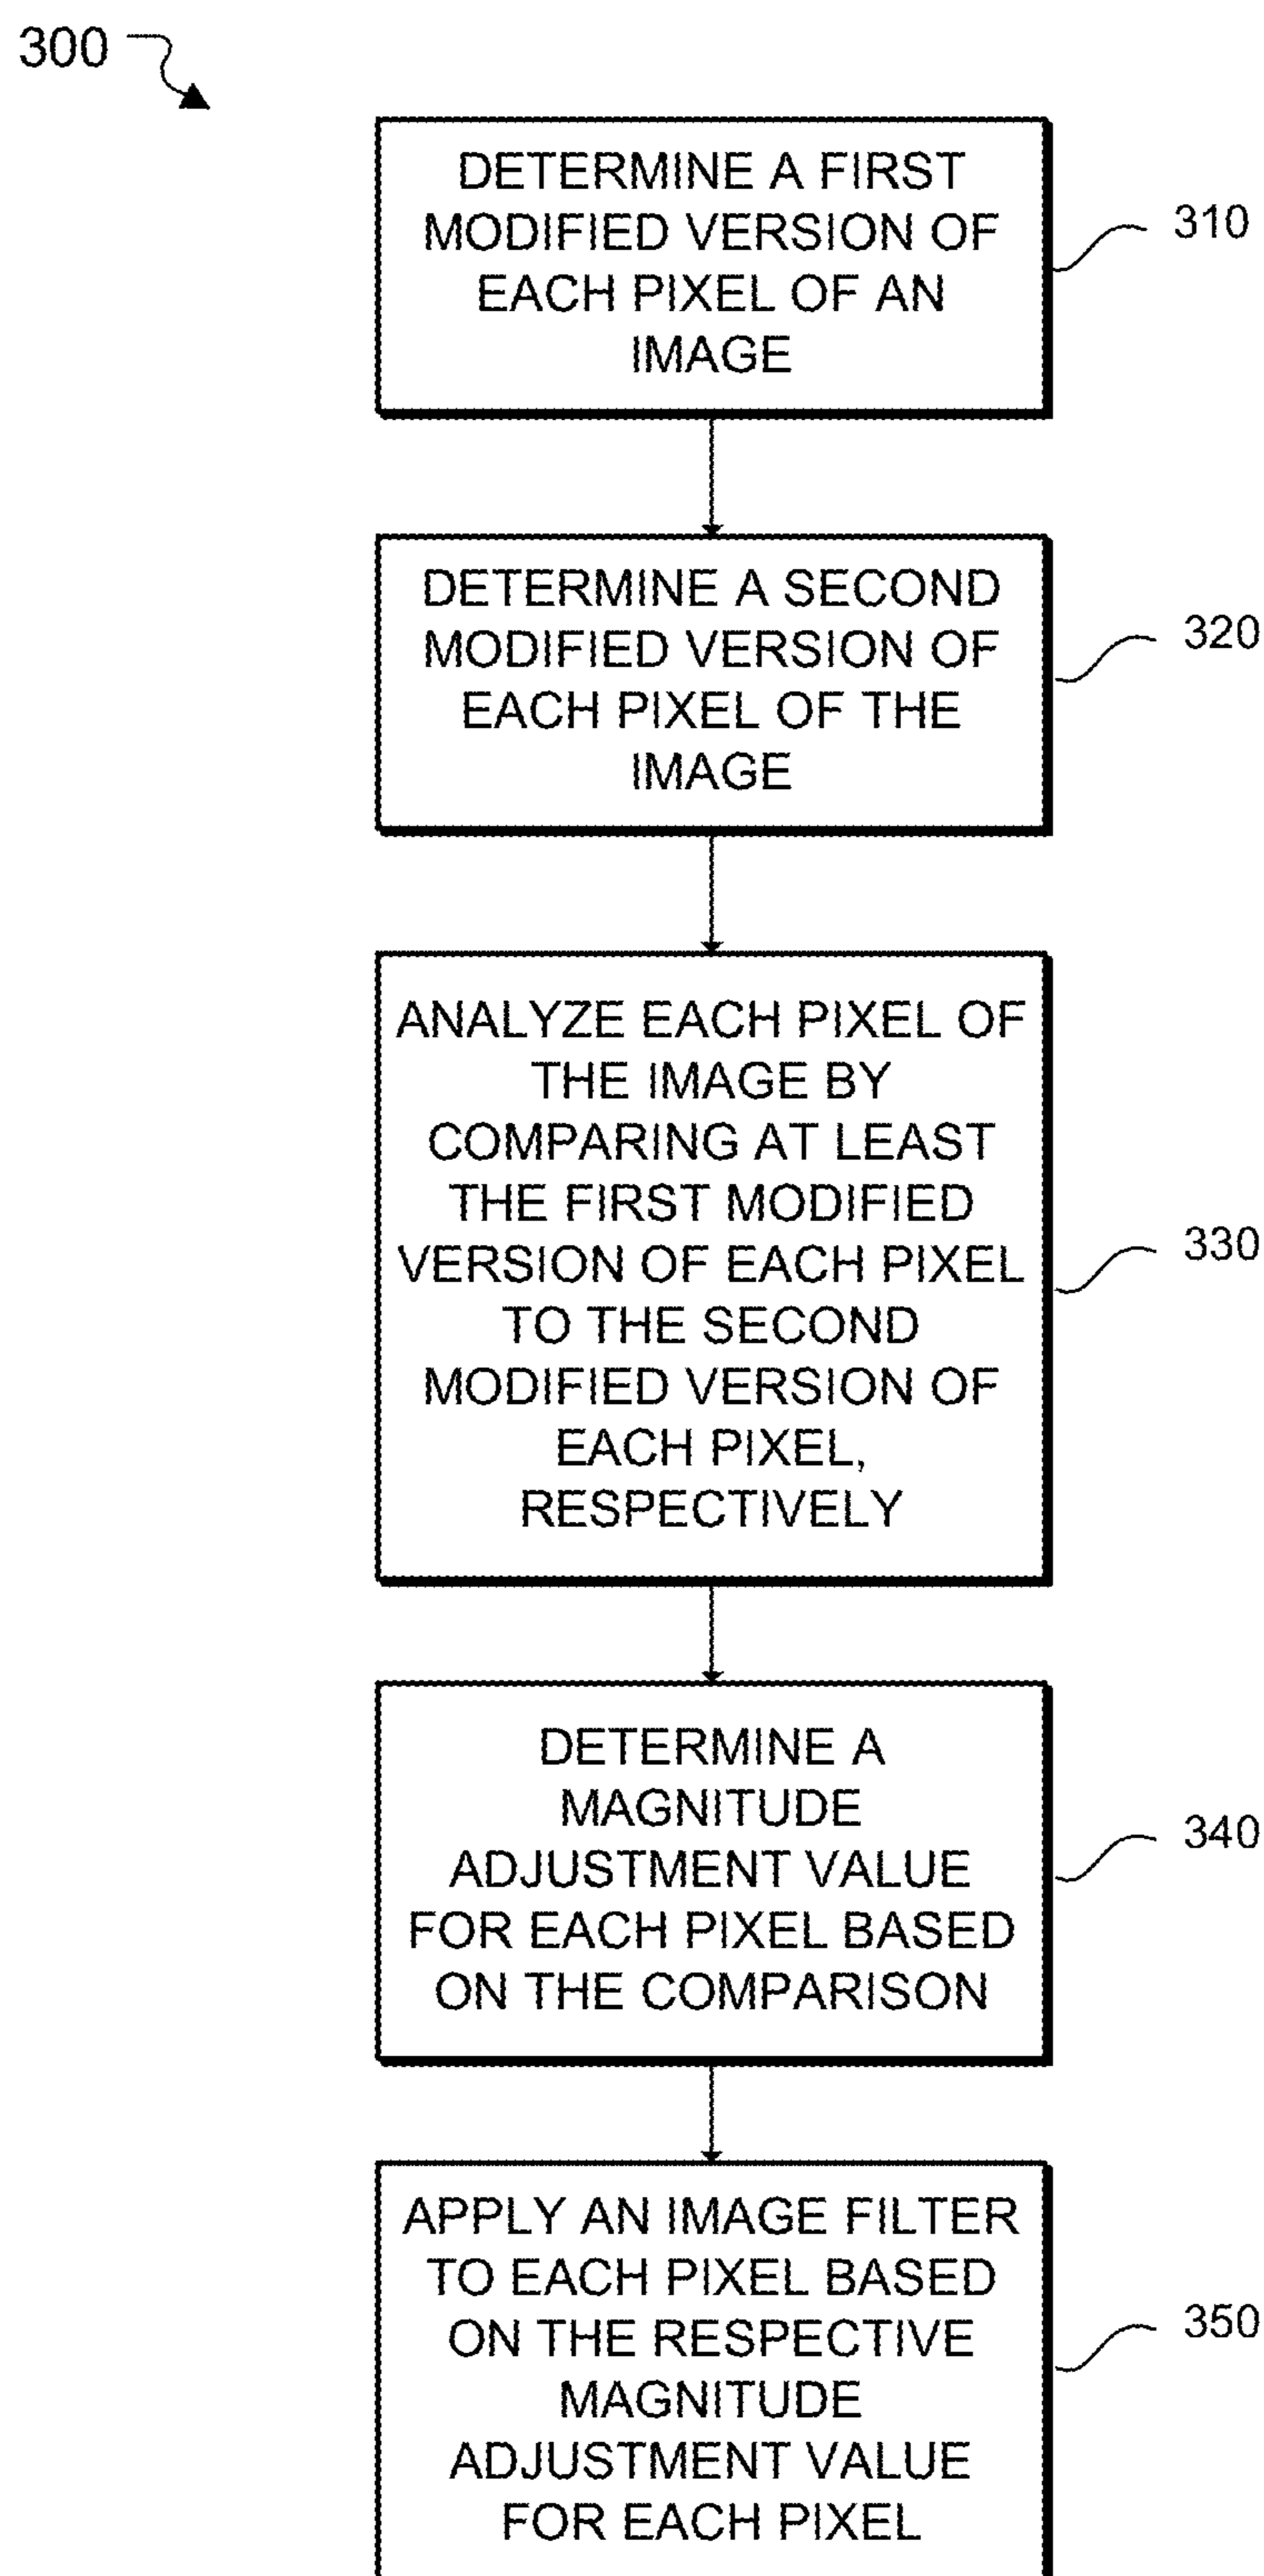 300
DETERMINE A FIRST
MODIFIED VERSION OF
EACH PIXEL OF AN
IMAGE
310
DETERMINE A SECOND
MODIFIED VERSION OF
EACH PIXEL OF THE
IMAGE
320
ANALYZE EACH PIXEL OF
THE IMAGE BY
COMPARING AT LEAST
THE FIRST MODIFIED
VERSION OF EACH PIXEL
TO THE SECOND
MODIFIED VERSION OF
EACH PIXEL,
RESPECTIVELY
330
DETERMINE A
MAGNITUDE
ADJUSTMENT VALUE
FOR EACH PIXEL BASED
ON THE COMPARISON
340
APPLY AN IMAGE FILTER
TO EACH PIXEL BASED
ON THE RESPECTIVE
MAGNITUDE
ADJUSTMENT VALUE
FOR EACH PIXEL
350